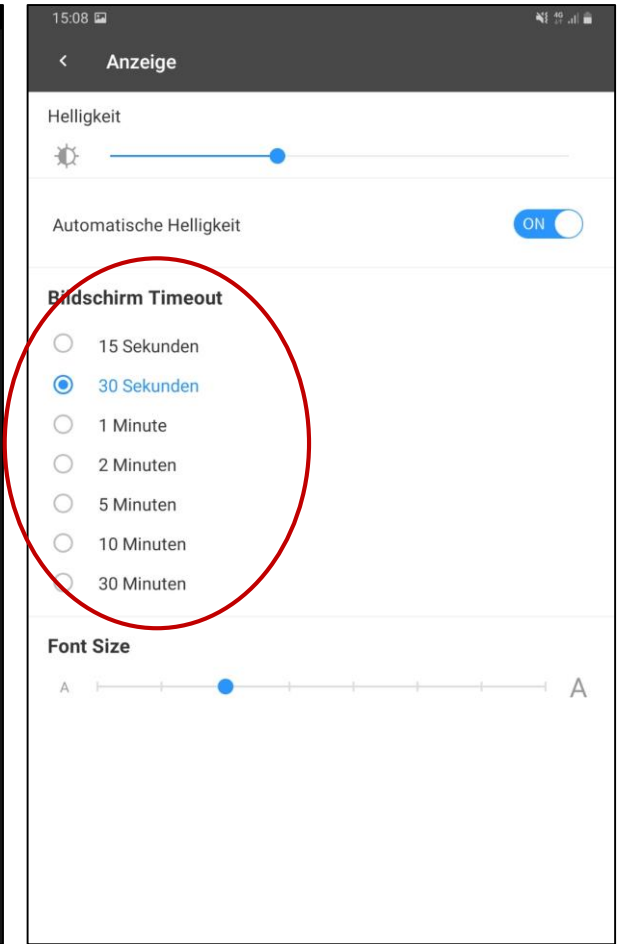 15:08 4G
Anzeige
Helligkeit
Automatische Helligkeit ON
Bildschirm Timeout
15 Sekunden
30 Sekunden
1 Minute
2 Minuten
5 Minuten
10 Minuten
30 Minuten
Font Size
A A